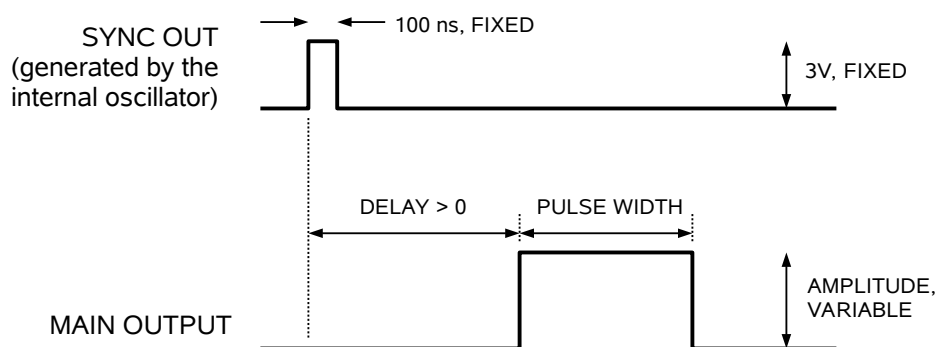 100 ns, FIXED
SYNC OUT
(generated by the
internal oscillator)
3V, FIXED
DELAY > 0
PULSE WIDTH
AMPLITUDE,
VARIABLE
MAIN OUTPUT